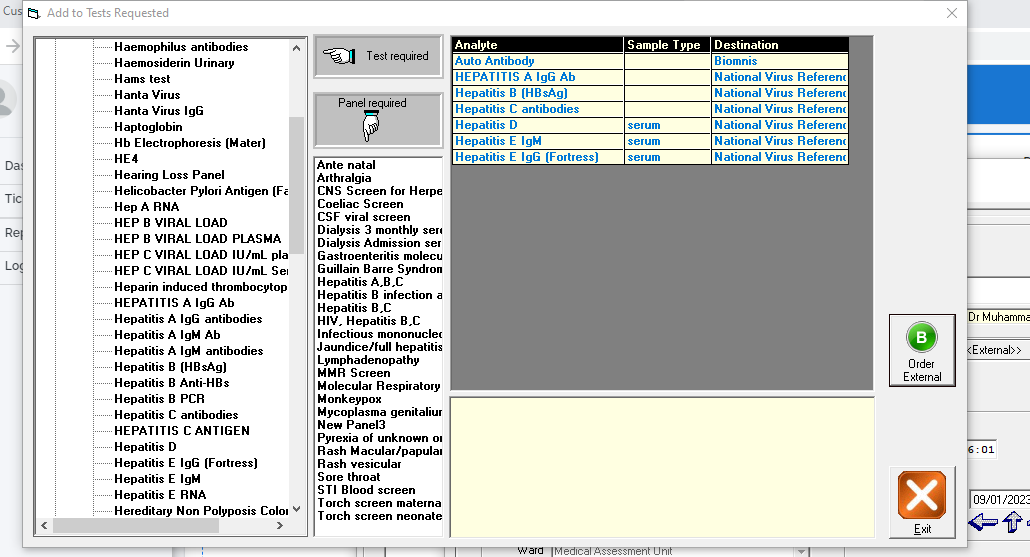 Cus
Add to Tests Requested
Haemophilus antibodies
Haemosiderin Urinary
Hams test
Hanta Virus
Hanta Virus IgG
Haptoglobin
Hb Electrophoresis (Mater)
HE4
Hearing Loss Panel
Helicobacter Pylori Antigen (Fa
Hep A RNA
HEP B VIRAL LOAD
HEP B VIRAL LOAD PLASMA
HEP C VIRAL LOAD IU/mL pla
HEP C VIRAL LOAD IU/mL Ser
Heparin induced thrombocytop
HEPATITIS A IgG Ab
Hepatitis A IgG antibodies
Hepatitis A IgM Ab
Hepatitis A IgM antibodies
Hepatitis B (HBsAg)
Hepatitis B Anti-HBs
Hepatitis B PCR
Hepatitis C antibodies
HEPATITIS C ANTIGEN
Hepatitis D
Hepatitis E IgG (Fortress)
Hepatitis E IgM
Hepatitis E RNA
Hereditary Non Polyposis Color
Test required
Panel required
Ante natal
Arthralgia
CNS Screen for Herpe
Coeliac Screen
CSF viral screen
Dialysis 3 monthly sero
Dialysis Admission ser
Gastroenteritis molecu
Guillain Barre Syndrom
Hepatitis A,B,C
Hepatitis B infection a
Hepatitis B,C
HIV, Hepatitis B,C
Infectious mononucleo
Jaundice/full hepatitis
Lymphadenopathy
MMR Screen
Molecular Respiratory
Monkeypox
Mycoplasma genitaliun
New Panel3
Pyrexia of unknown or
Rash Macular/papular
Rash vesicular
Sore throat
STI Blood screen
Torch screen materna
Torch screen neonate
Analyte Sample Type Destination
Auto Antibody Biomnis
HEPATITIS A IgG Ab National Virus Referenc
Hepatitis B (HBsAg) National Virus Referenc
Hepatitis C antibodies National Virus Referenc
Hepatitis D serum National Virus Referenc
Hepatitis E IgM serum National Virus Referenc
Hepatitis E IgG (Fortress) serum National Virus Referenc
B
Order
External
Exit
Das
Tic
Rep
Log
Dr Muhamma
<External>>
6:01
09/01/2023
Ward Medical Assessment Unit